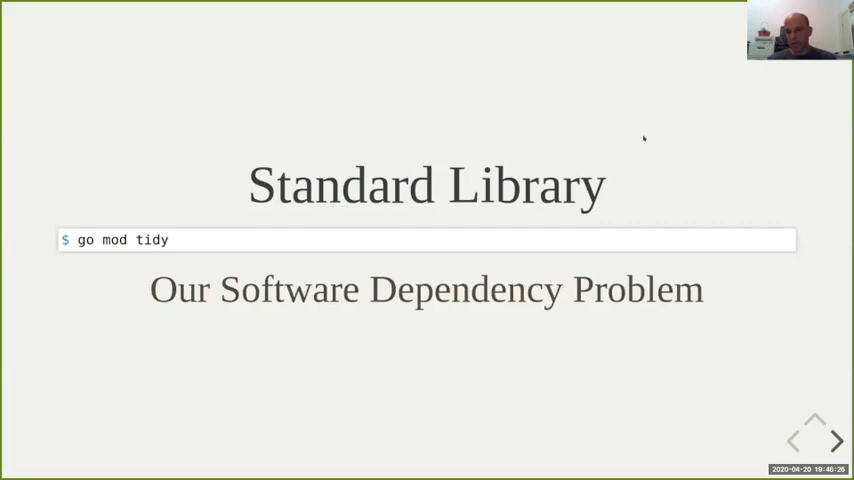 Standard Library
$ go mod tidy
Our Software Dependency Problem
2020-04-20 19:46:26